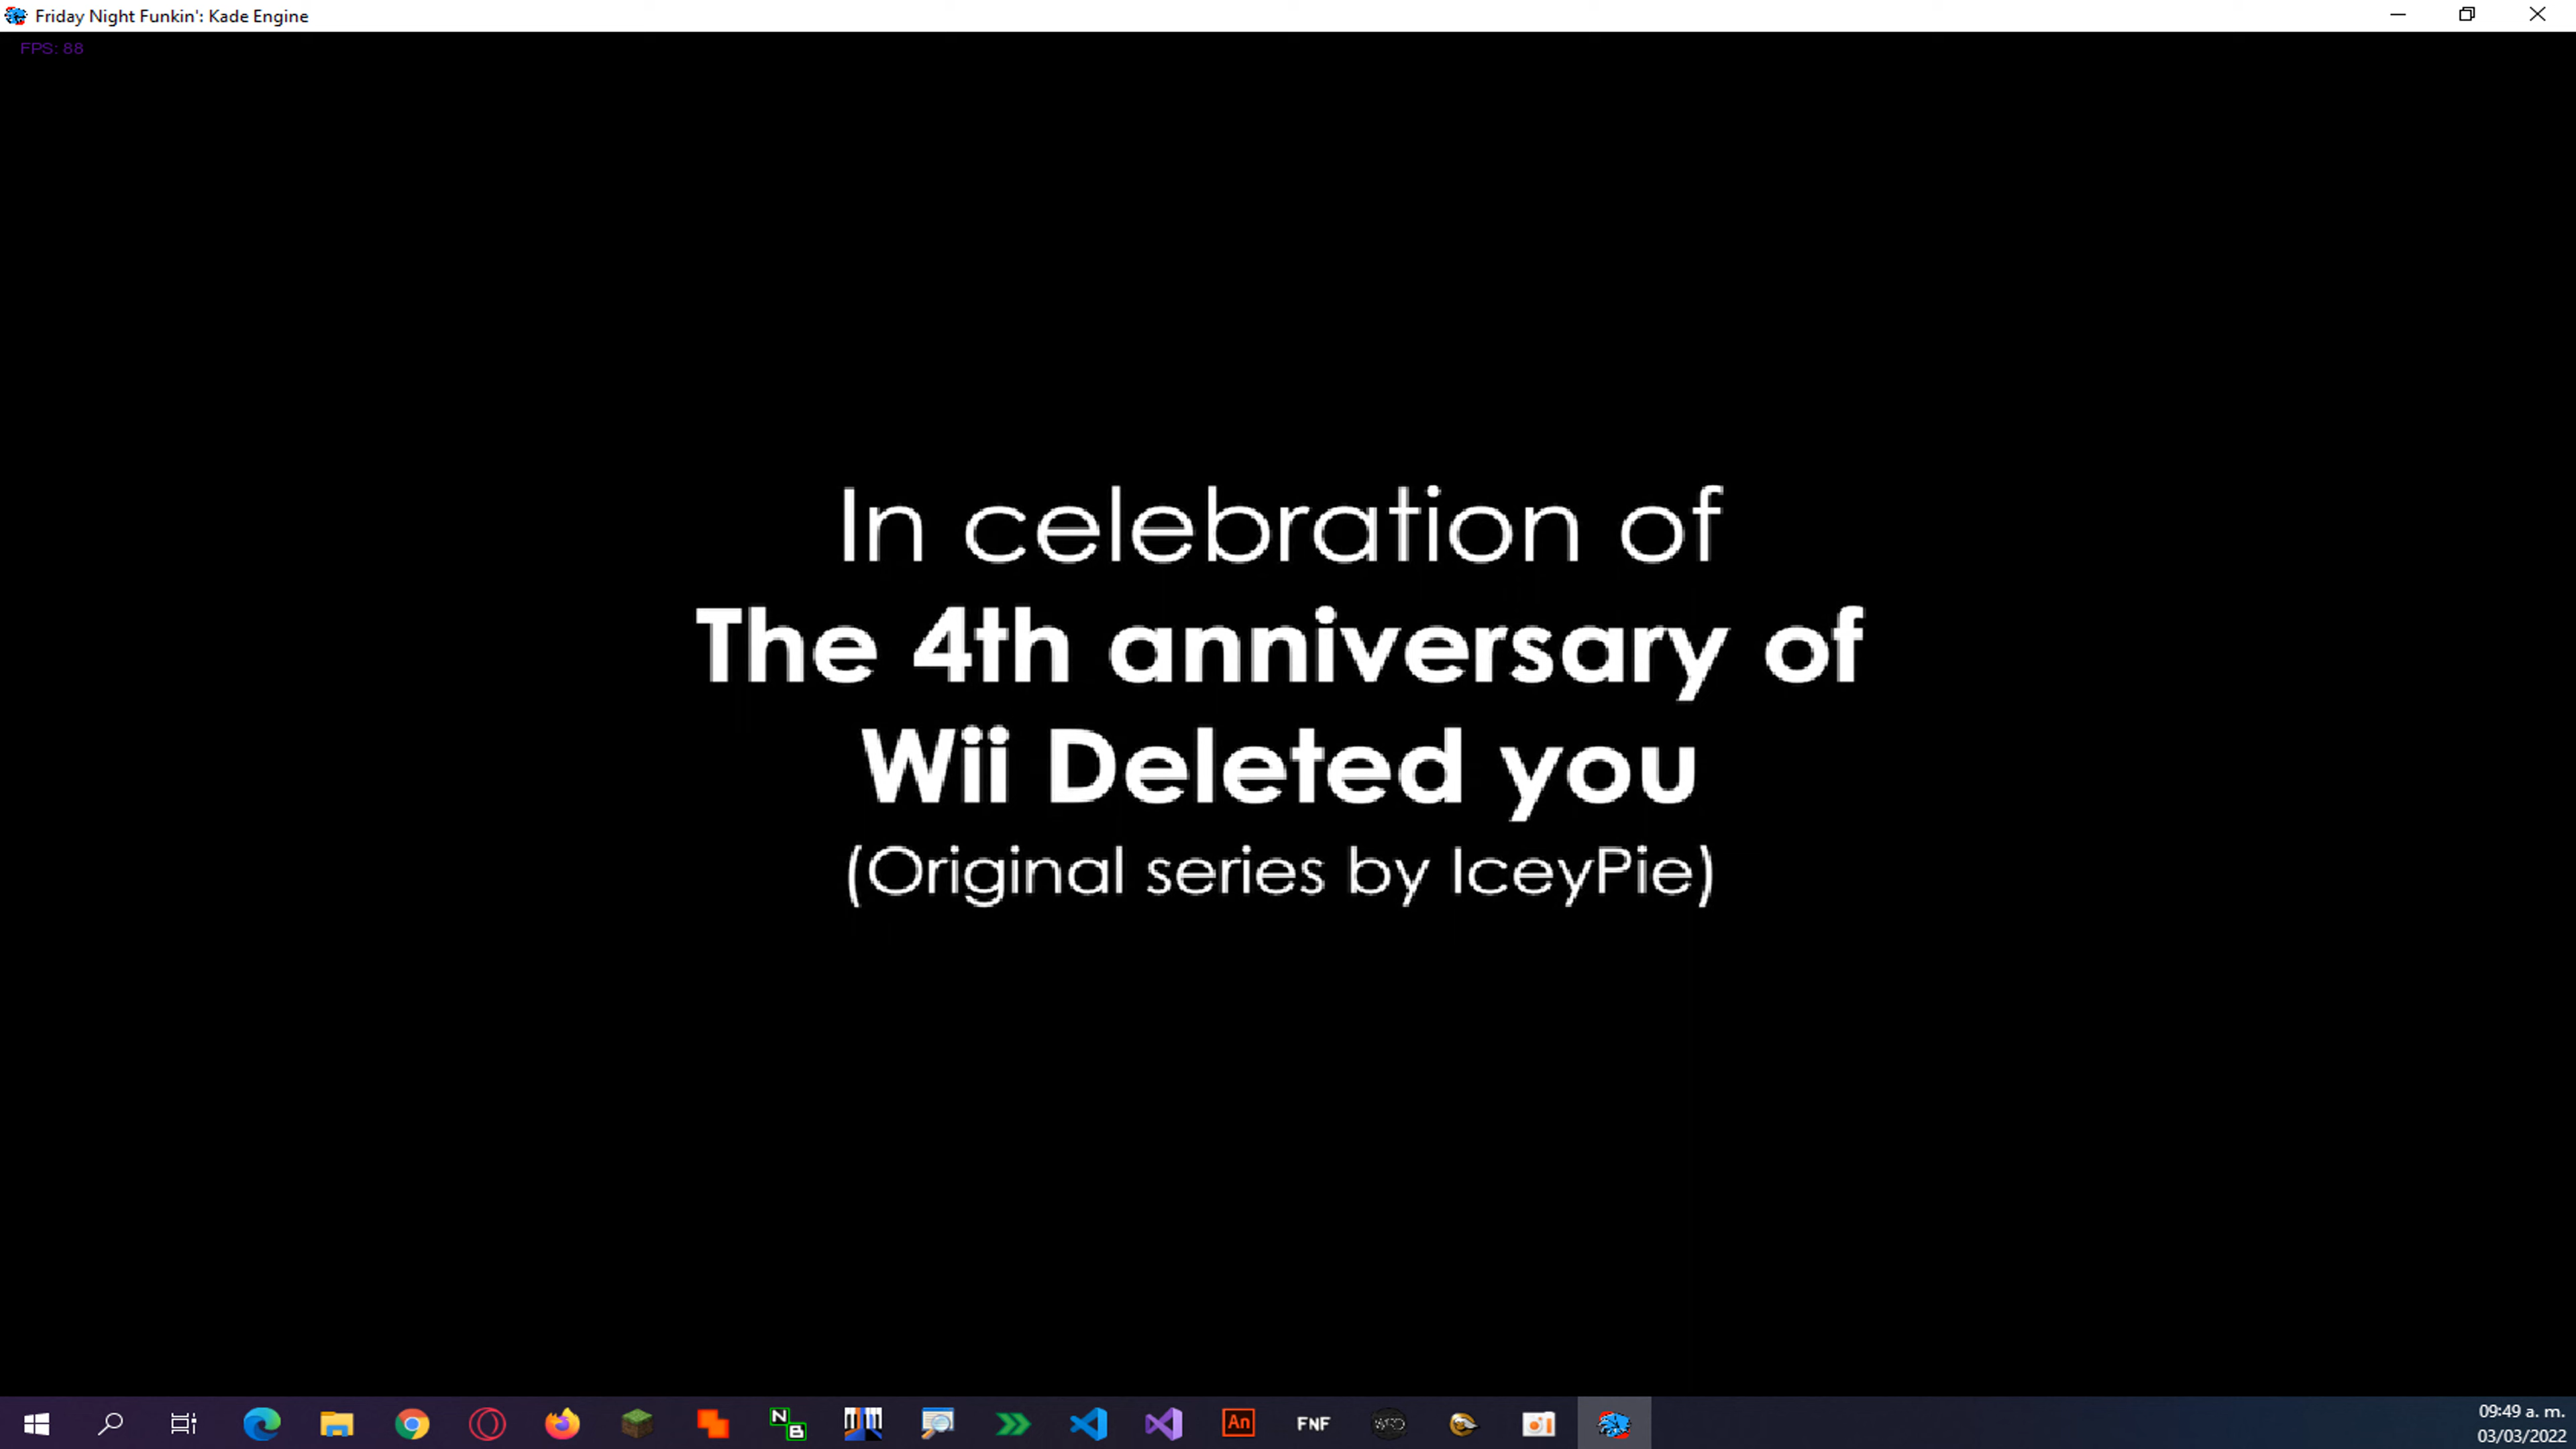 Friday Night Funkin': Kade Engine
FPS: 88
In celebration of
The 4th anniversary of
Wii Deleted you
(Original series by IceyPie)
N
B
An
FNF
09:49 a. m.
03/03/2022